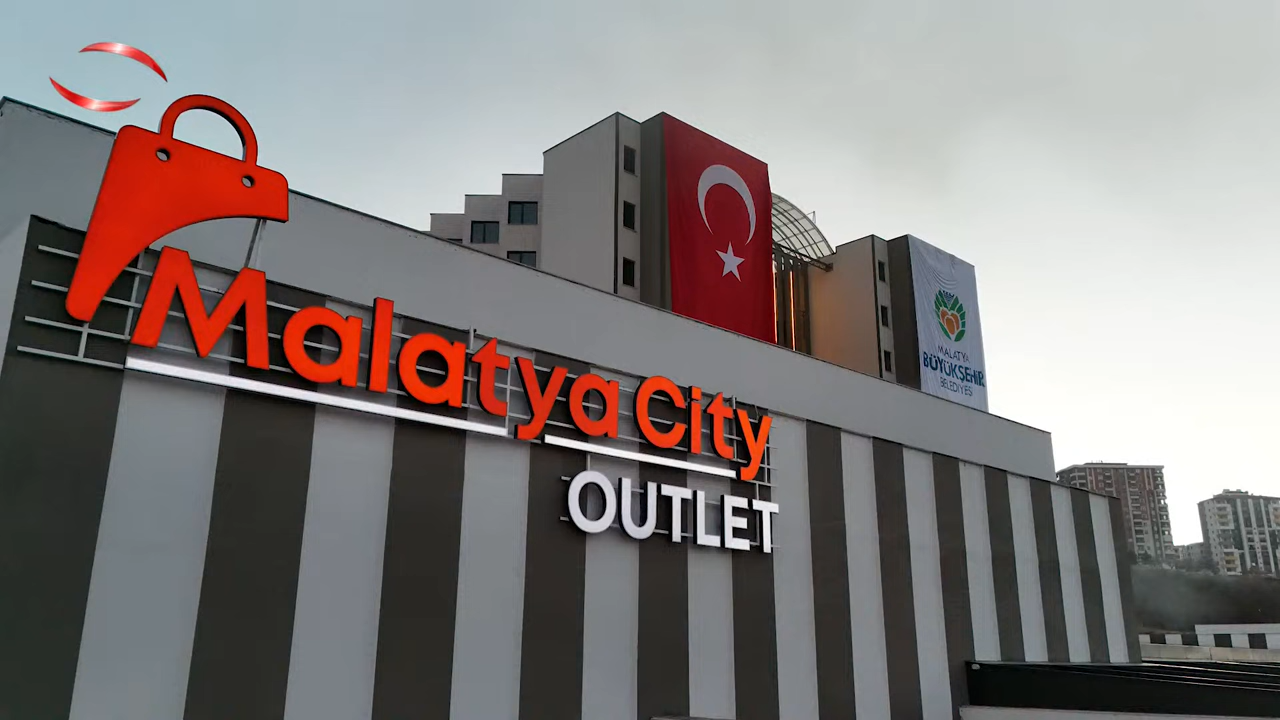 Malatya City
OUTLET
MALATYA
BÜYÜKŞEHİR
BELEDİYESİ